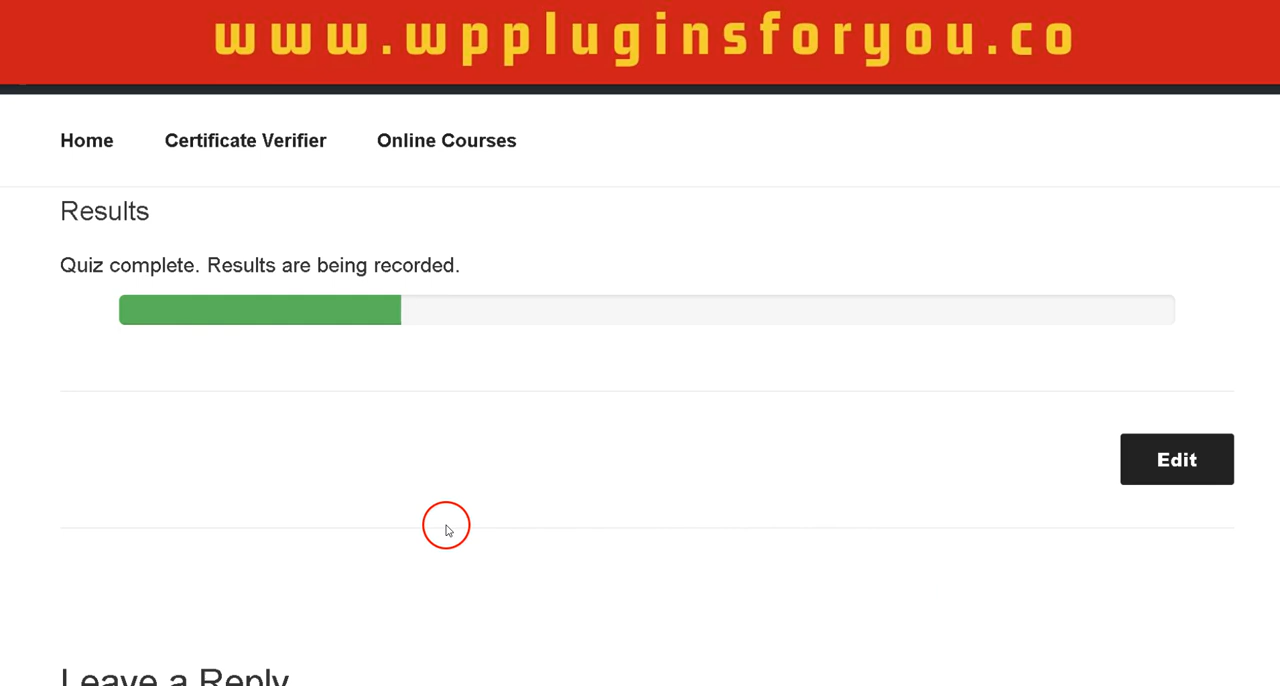 www.wppluginsforyou.co
Home Certificate Verifier Online Courses
Results
Quiz complete. Results are being recorded.
Edit
Leave a Reply